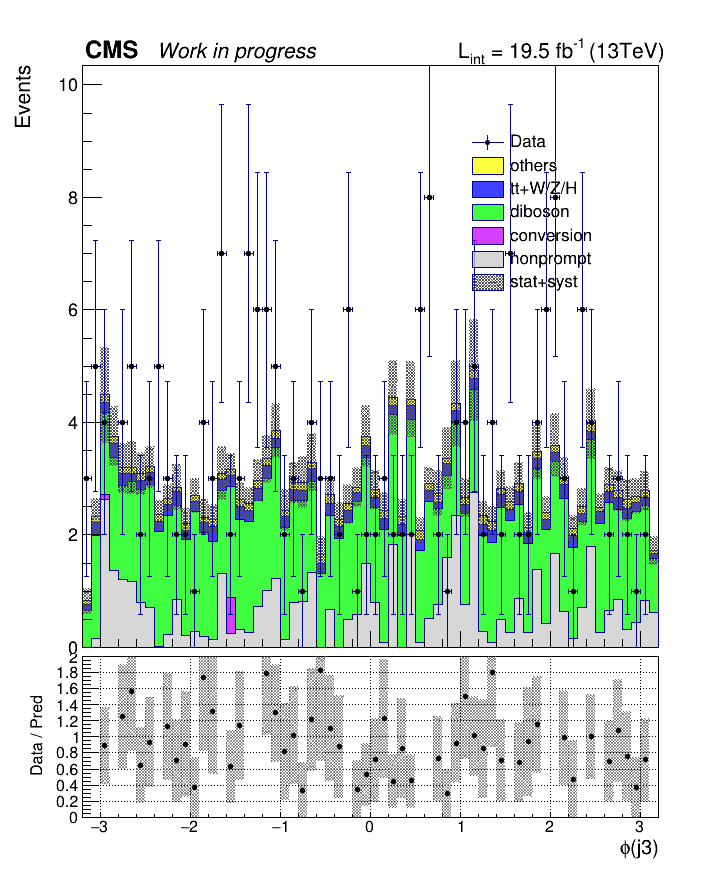 CMS Work in progress L_int = 19.5 fb^-1 (13TeV)
Events
10
8
6
4
2
0
Data
others
tt+W/Z/H
diboson
conversion
nonprompt
stat+syst
Data / Pred
2
1.8
1.6
1.4
1.2
1
0.8
0.6
0.4
0.2
0
−3 −2 −1 0 1 2 3
ϕ(j3)